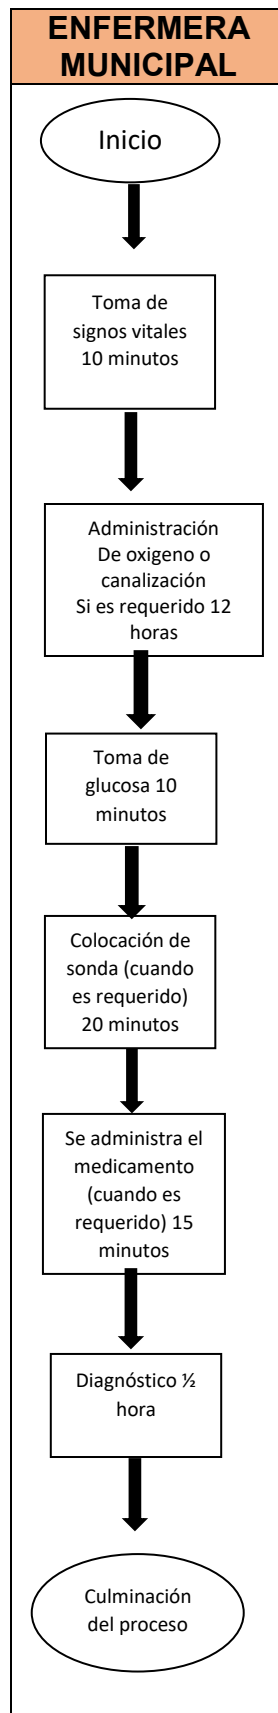 ENFERMERA
MUNICIPAL
Inicio
Toma de
signos vitales
10 minutos
Administración
De oxigeno o
canalización
Si es requerido 12
horas
Toma de
glucosa 10
minutos
Colocación de
sonda (cuando
es requerido)
20 minutos
Se administra el
medicamento
(cuando es
requerido) 15
minutos
Diagnóstico ½
hora
Culminación
del proceso